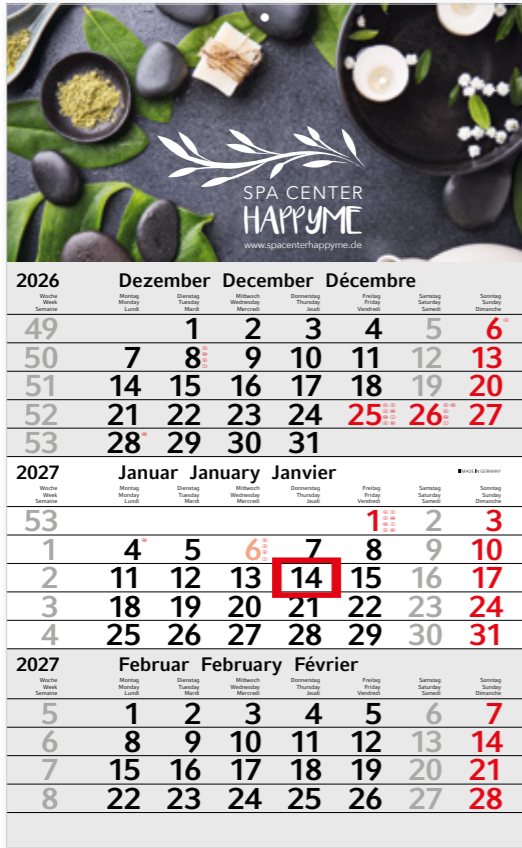 SPA CENTER
HAPPYME
www.spacenterhappyme.de
2026 Dezember December Décembre
Woche Montag Dienstag Mittwoch Donnerstag Freitag Samstag Sonntag
Week Monday Tuesday Wednesday Thursday Friday Saturday Sunday
Semaine Lundi Mardi Mercredi Jeudi Vendredi Samedi Dimanche
49 1 2 3 4 5 6
50 7 8 9 10 11 12 13
51 14 15 16 17 18 19 20
52 21 22 23 24 25 26 27
53 28 29 30 31
2027 Januar January Janvier MADE IN GERMANY
Woche Montag Dienstag Mittwoch Donnerstag Freitag Samstag Sonntag
Week Monday Tuesday Wednesday Thursday Friday Saturday Sunday
Semaine Lundi Mardi Mercredi Jeudi Vendredi Samedi Dimanche
53 1 2 3
1 4 5 6 7 8 9 10
2 11 12 13 14 15 16 17
3 18 19 20 21 22 23 24
4 25 26 27 28 29 30 31
2027 Februar February Février
Woche Montag Dienstag Mittwoch Donnerstag Freitag Samstag Sonntag
Week Monday Tuesday Wednesday Thursday Friday Saturday Sunday
Semaine Lundi Mardi Mercredi Jeudi Vendredi Samedi Dimanche
5 1 2 3 4 5 6 7
6 8 9 10 11 12 13 14
7 15 16 17 18 19 20 21
8 22 23 24 25 26 27 28